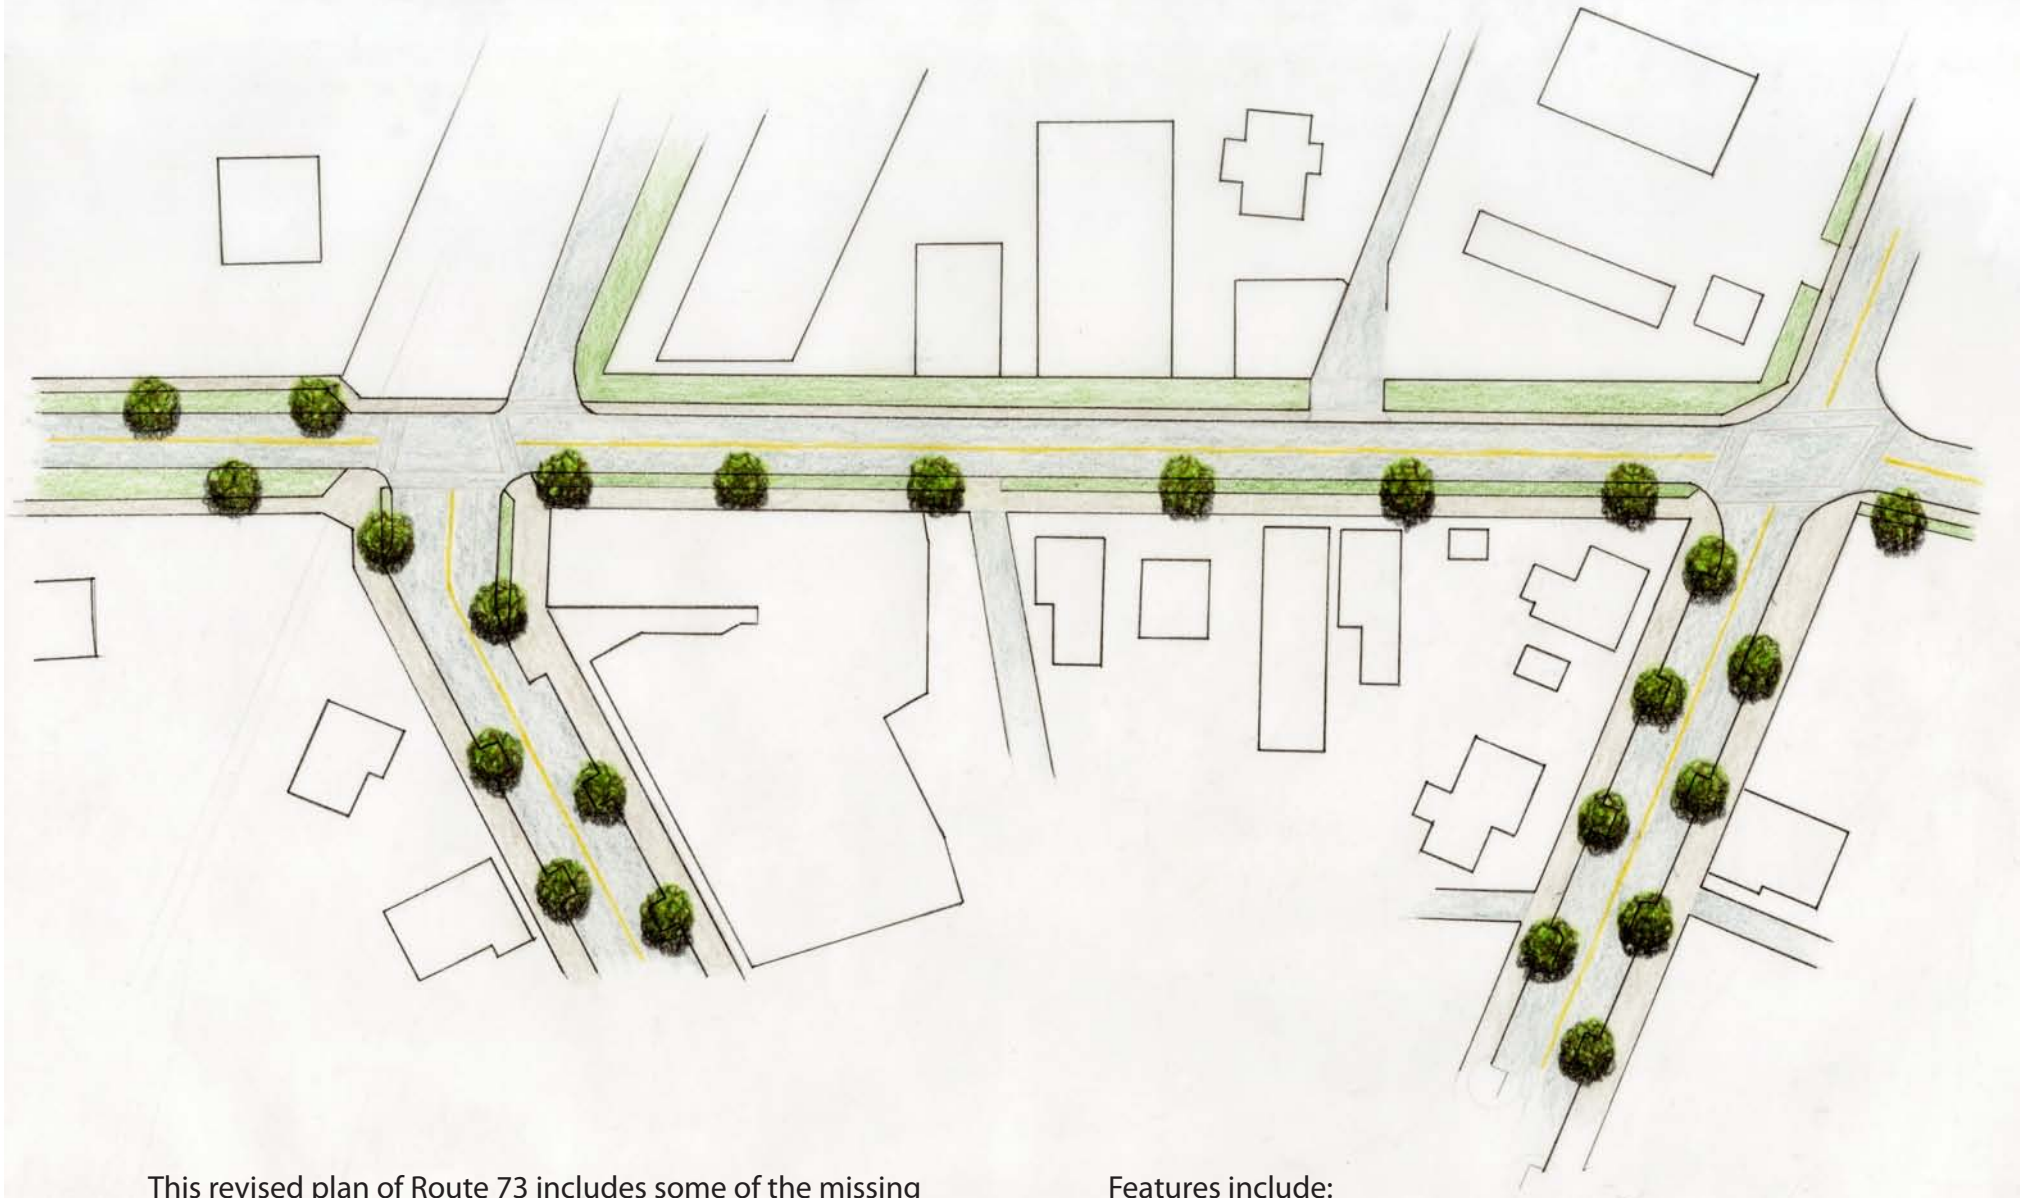 This revised plan of Route 73 includes some of the missing
Features include: